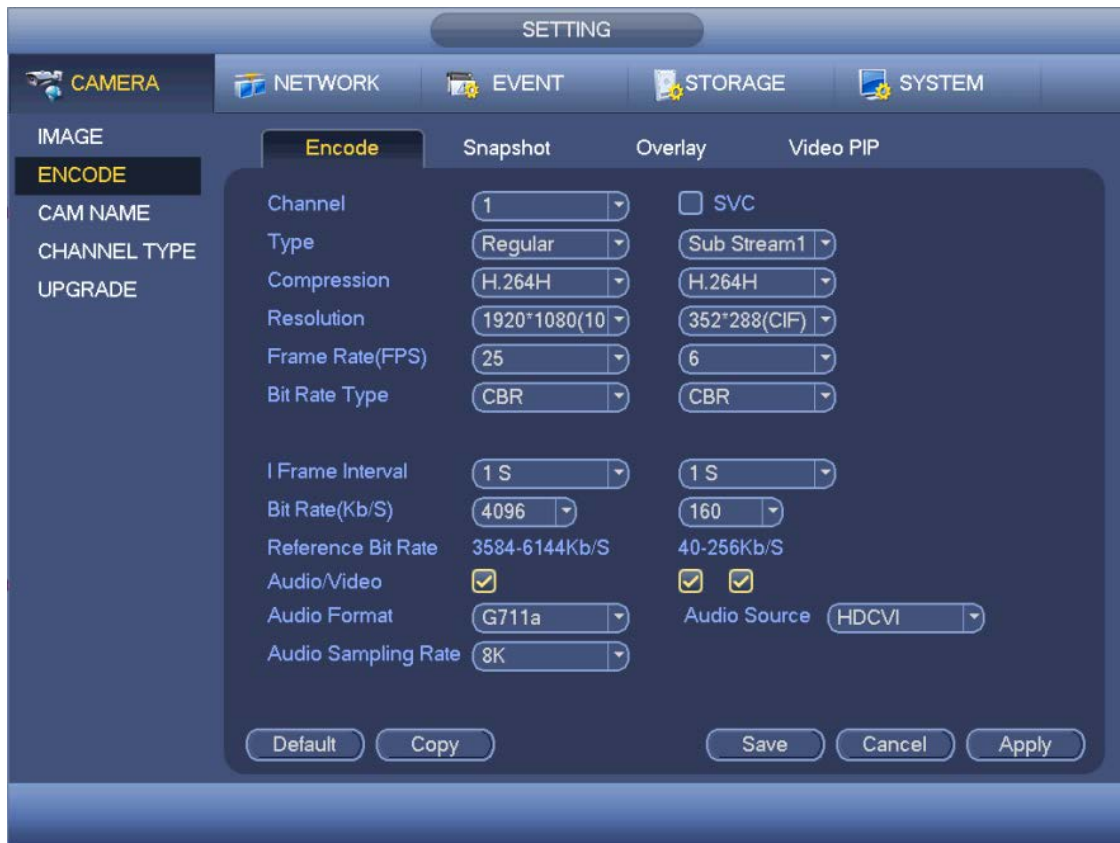 SETTING
CAMERA NETWORK EVENT STORAGE SYSTEM
IMAGE
ENCODE
CAM NAME
CHANNEL TYPE
UPGRADE
Encode Snapshot Overlay Video PIP
Channel 1 SVC
Type Regular Sub Stream1
Compression H.264H H.264H
Resolution 1920*1080(10 352*288(CIF)
Frame Rate(FPS) 25 6
Bit Rate Type CBR CBR
I Frame Interval 1 S 1 S
Bit Rate(Kb/S) 4096 160
Reference Bit Rate 3584-6144Kb/S 40-256Kb/S
Audio/Video
Audio Format G711a Audio Source HDCVI
Audio Sampling Rate 8K
Default Copy Save Cancel Apply